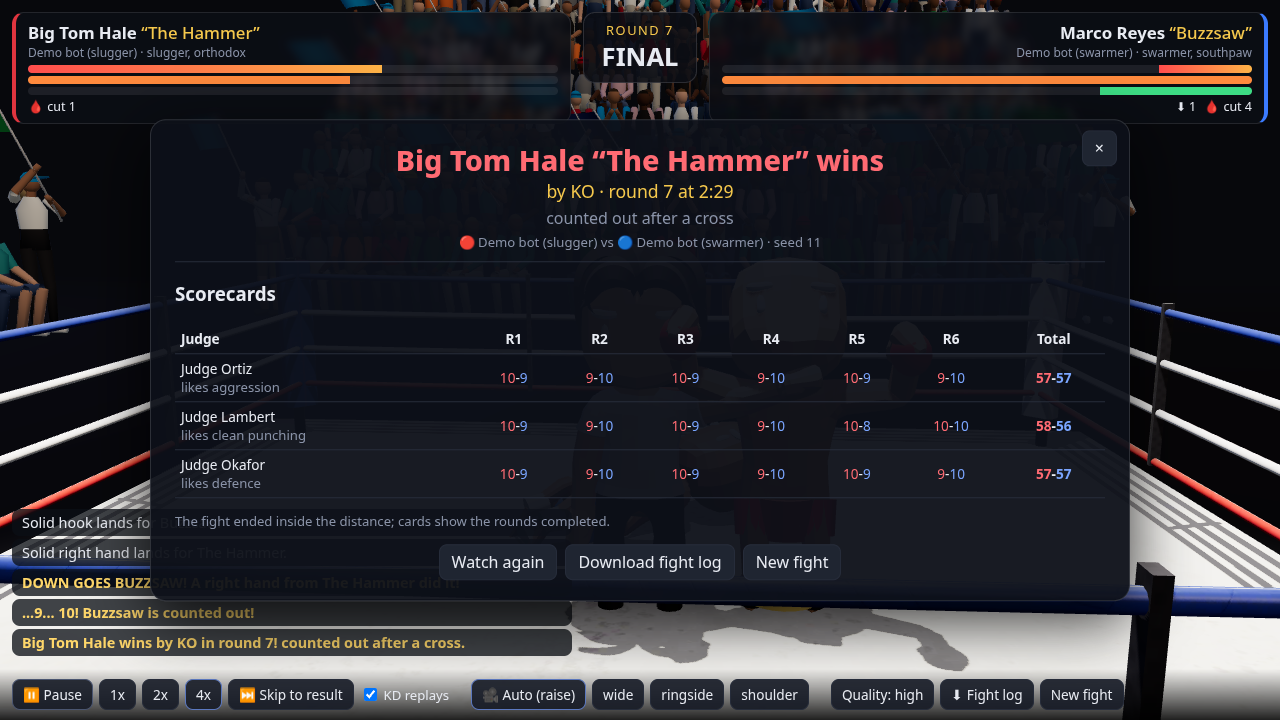 Big Tom Hale “The Hammer”
Demo bot (slugger) · slugger, orthodox
cut 1
ROUND 7
FINAL
Marco Reyes “Buzzsaw”
Demo bot (swarmer) · swarmer, southpaw
⬇ 1 🩸 cut 4
×
Big Tom Hale “The Hammer” wins
by KO · round 7 at 2:29
counted out after a cross
🔴 Demo bot (slugger) vs 🔵 Demo bot (swarmer) · seed 11
Scorecards
Judge R1 R2 R3 R4 R5 R6 Total
Judge Ortiz
likes aggression
10-9 9-10 10-9 9-10 10-9 9-10 57-57
Judge Lambert
likes clean punching
10-9 9-10 10-9 9-10 10-8 10-10 58-56
Judge Okafor
likes defence
10-9 9-10 10-9 9-10 10-9 9-10 57-57
The fight ended inside the distance; cards show the rounds completed.
Watch again Download fight log New fight
Solid hook lands for
Solid right hand lands for The Hammer.
DOWN GOES BUZZSAW! A right hand from The Hammer did it!
...9... 10! Buzzsaw is counted out!
Big Tom Hale wins by KO in round 7! counted out after a cross.
⏸ Pause 1x 2x 4x ⏩ Skip to result KD replays 🎥 Auto (raise) wide ringside shoulder Quality: high ⬇ Fight log New fight